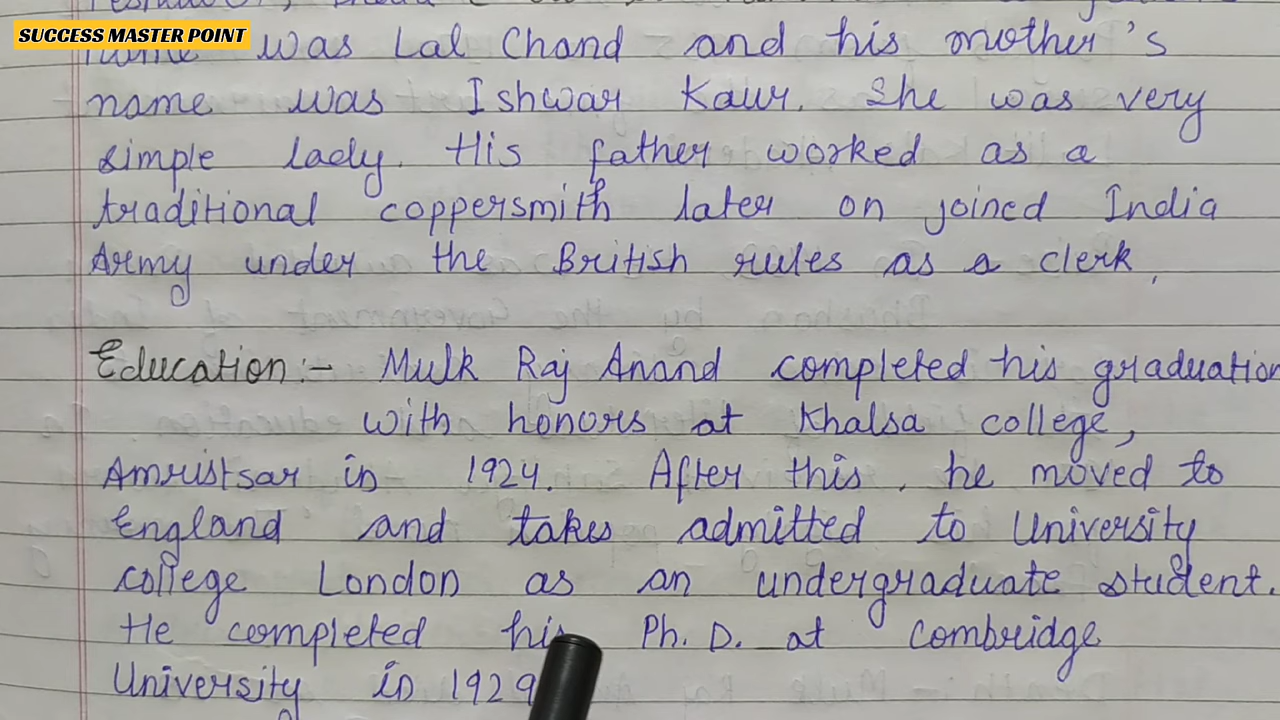 SUCCESS MASTER POINT
name was Lal Chand and his mother's
name was Ishwar Kaur. She was very
simple lady. His father worked as a
traditional coppersmith later on joined India
Army under the British rules as a clerk.
Education:- Mulk Raj Anand completed his graduation
with honors at Khalsa college,
Amristsar in 1924. After this, he moved to
England and takes admitted to University
college London as an undergraduate student.
He completed his Ph. D. at Combridge
University in 1929